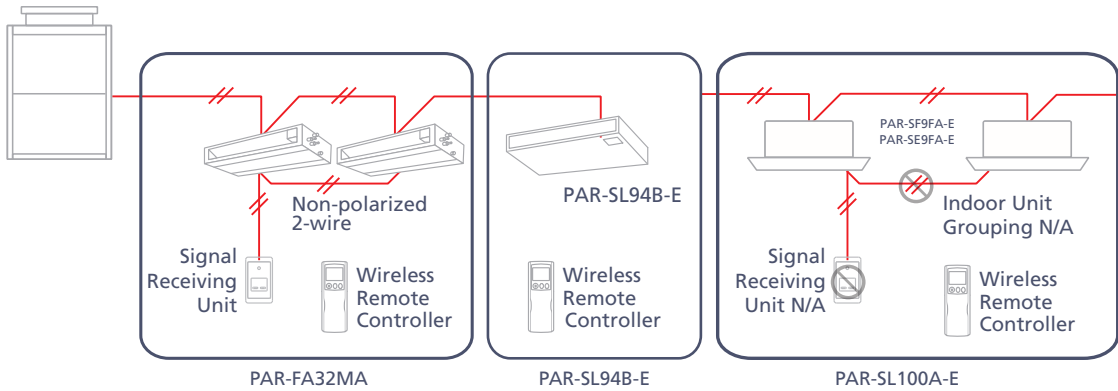 Non-polarized
2-wire
Signal
Receiving
Unit
Wireless
Remote
Controller
PAR-FA32MA
PAR-SL94B-E
Wireless
Remote
Controller
PAR-SL94B-E
PAR-SF9FA-E
PAR-SE9FA-E
Indoor Unit
Grouping N/A
Signal
Receiving
Unit N/A
Wireless
Remote
Controller
PAR-SL100A-E